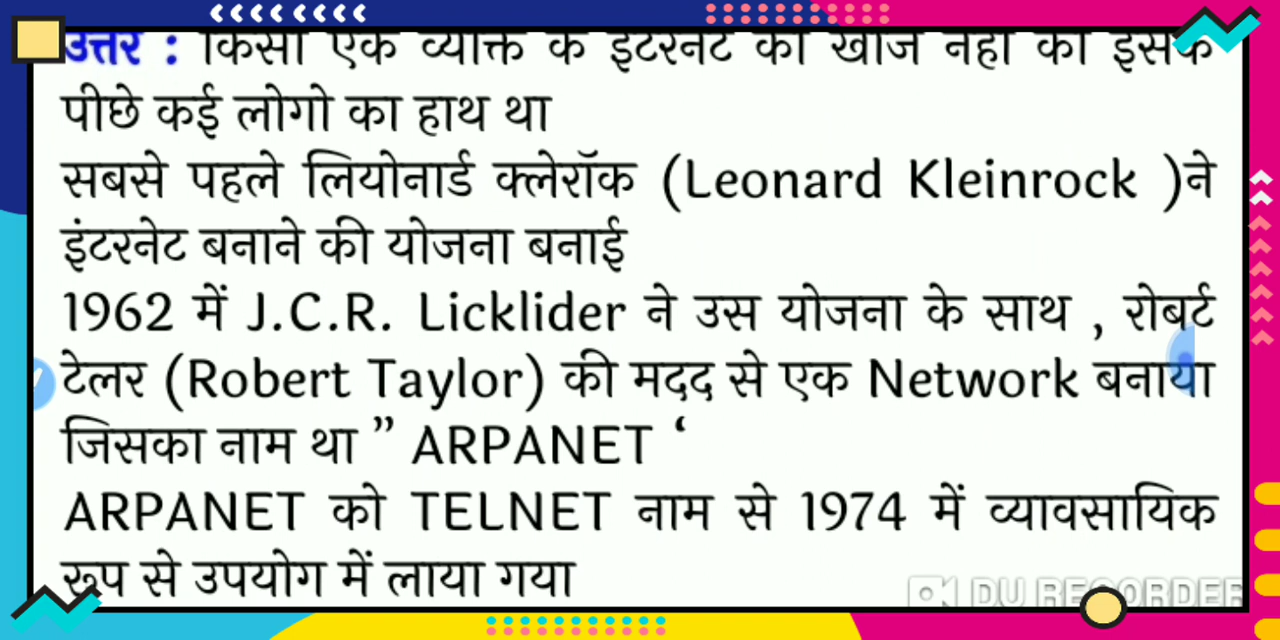 उत्तर : किसी एक व्यक्ति के इंटरनेट की खोज नहीं की इसके
पीछे कई लोगो का हाथ था
सबसे पहले लियोनार्ड क्लेरॉक (Leonard Kleinrock )ने
इंटरनेट बनाने की योजना बनाई
1962 में J.C.R. Licklider ने उस योजना के साथ , रोबर्ट
टेलर (Robert Taylor) की मदद से एक Network बनाया
जिसका नाम था ” ARPANET ‘
ARPANET को TELNET नाम से 1974 में व्यावसायिक
रूप से उपयोग में लाया गया
DU RECORDER